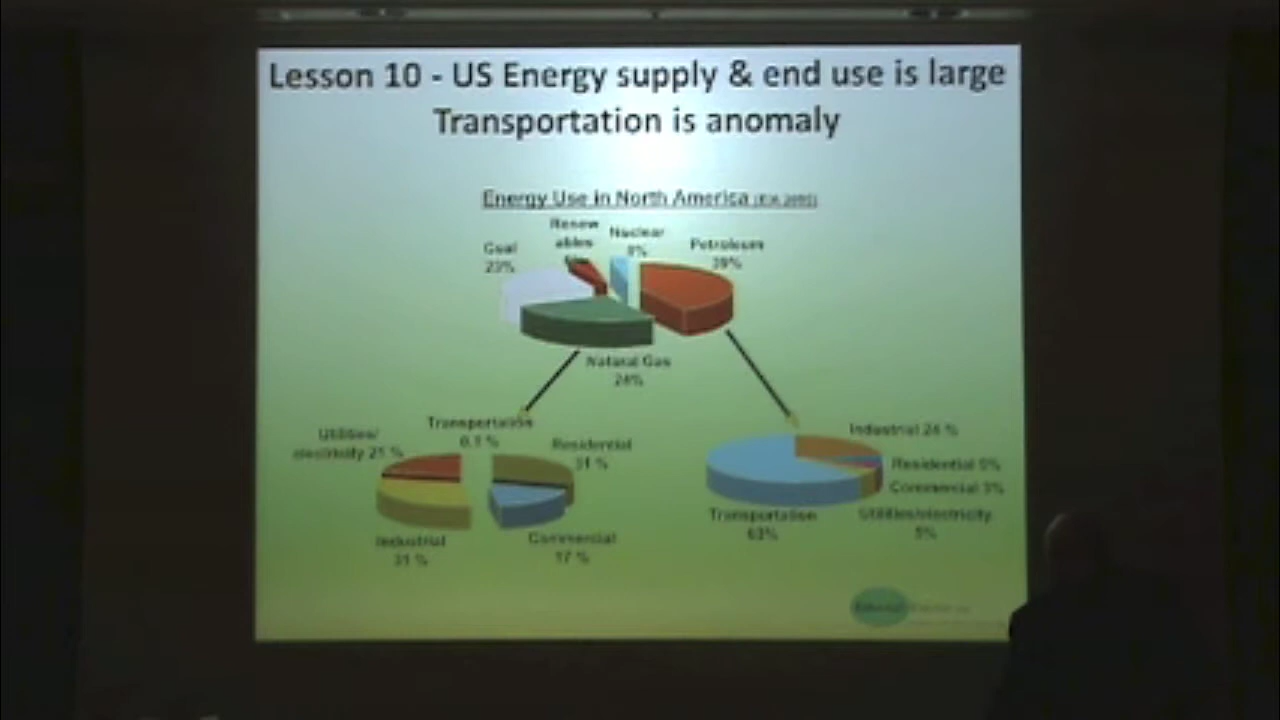 Lesson 10 - US Energy supply & end use is large
Transportation is anomaly
Energy Use in North America
Renew
ables
Nuclear
8%
Coal
23%
Petroleum
39%
Natural Gas
24%
Transportation
0.1 %
Utilities/
electricity 21 %
Residential
31 %
Industrial
31 %
Commercial
17 %
Industrial 24 %
Residential 5%
Commercial 3%
Utilities/electricity
5%
Transportation
63%